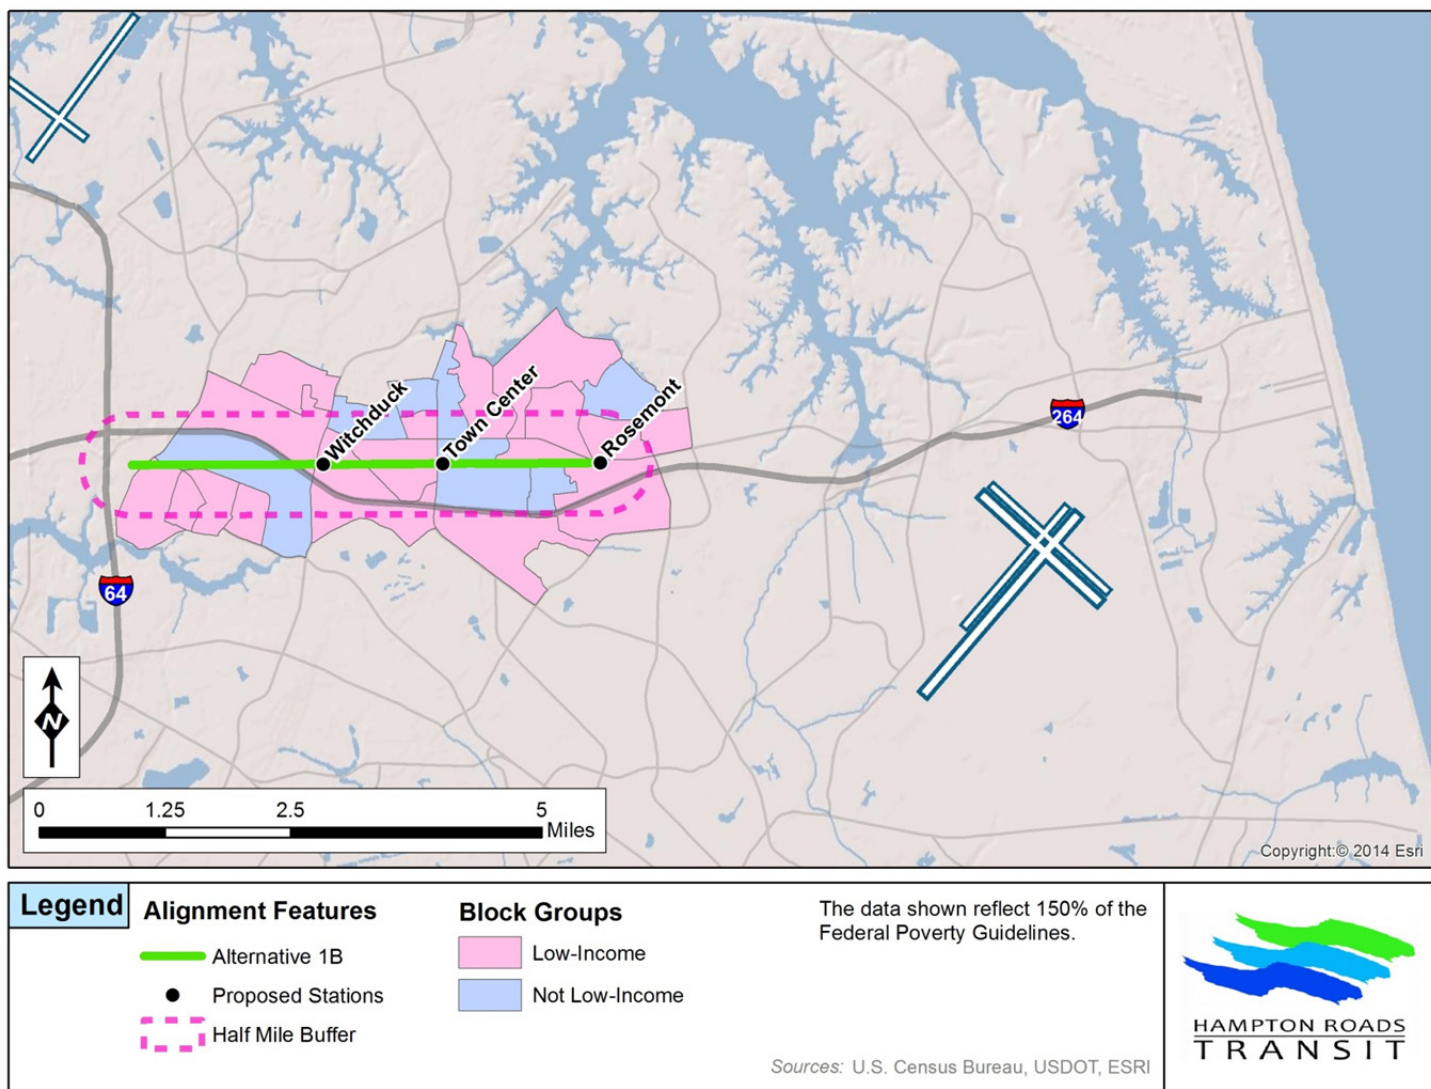 Witchduck
Town Center
Rosemont
264
64
N
0 1.25 2.5 5
Miles
Copyright:© 2014 Esri
Legend
Alignment Features
Alternative 1B
Proposed Stations
Half Mile Buffer
Block Groups
Low-Income
Not Low-Income
The data shown reflect 150% of the
Federal Poverty Guidelines.
Sources: U.S. Census Bureau, USDOT, ESRI
HAMPTON ROADS
TRANSIT